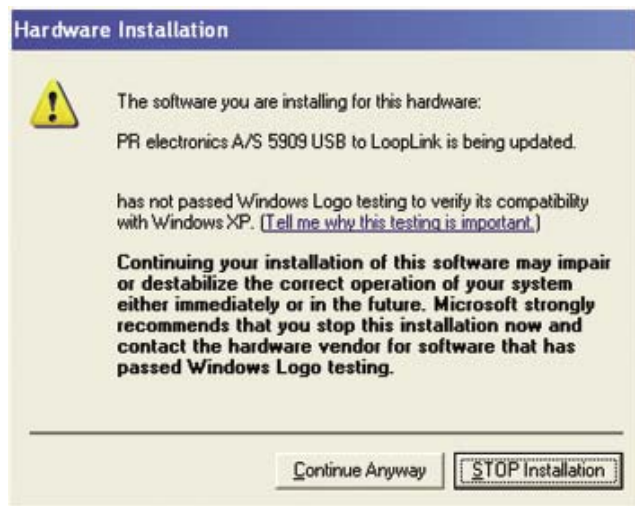 Hardware Installation
The software you are installing for this hardware:
PR electronics A/S 5909 USB to LoopLink is being updated.
has not passed Windows Logo testing to verify its compatibility
with Windows XP. (Tell me why this testing is important.)
Continuing your installation of this software may impair
or destabilize the correct operation of your system
either immediately or in the future. Microsoft strongly
recommends that you stop this installation now and
contact the hardware vendor for software that has
passed Windows Logo testing.
Continue Anyway
STOP Installation